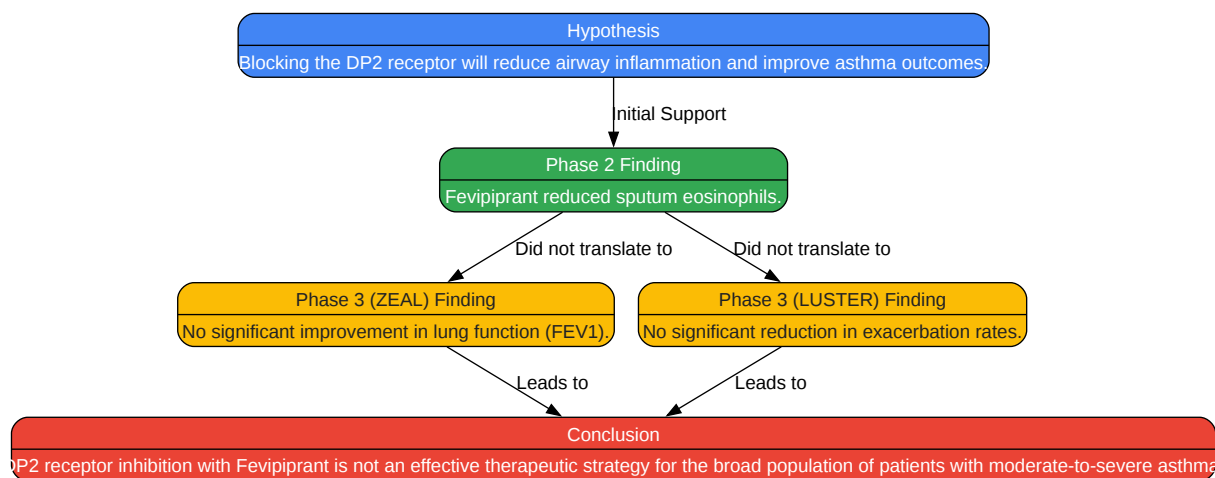 Hypothesis
Blocking the DP2 receptor will reduce airway inflammation and improve asthma outcomes.
Initial Support
Phase 2 Finding
Fevipiprant reduced sputum eosinophils.
Did not translate to
Did not translate to
Phase 3 (ZEAL) Finding
No significant improvement in lung function (FEV1).
Phase 3 (LUSTER) Finding
No significant reduction in exacerbation rates.
Leads to
Leads to
Conclusion
DP2 receptor inhibition with Fevipiprant is not an effective therapeutic strategy for the broad population of patients with moderate-to-severe asthma